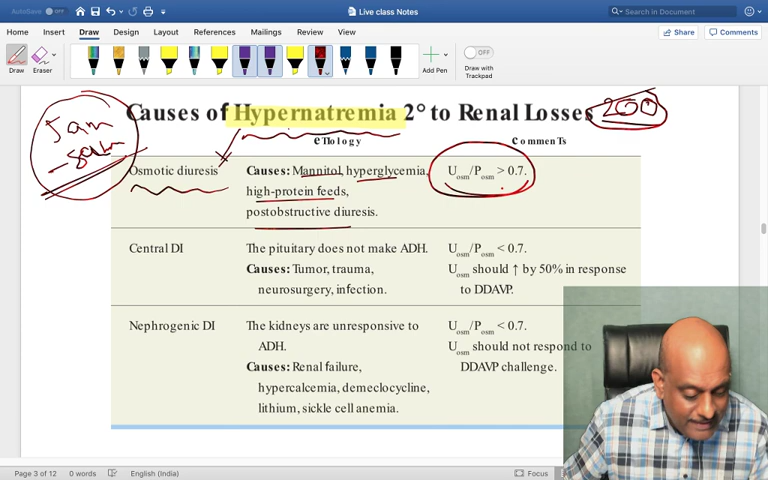 AutoSave OFF
Live class Notes
Search in Document
Home Insert Draw Design Layout References Mailings Review View
Share Comments
Draw Eraser Add Pen OFF Draw with Trackpad
Causes of Hypernatremia 2° to Renal Losses 200
5am
-8am
eTiology commenTs
Osmotic diuresis Causes: Mannitol, hyperglycemia, Uosm/Posm > 0.7.
high-protein feeds,
postobstructive diuresis.
Central DI The pituitary does not make ADH. Uosm/Posm < 0.7.
Causes: Tumor, trauma, Uosm should ↑ by 50% in response
neurosurgery, infection. to DDAVP.
Nephrogenic DI The kidneys are unresponsive to Uosm/Posm < 0.7.
ADH. Uosm should not respond to
Causes: Renal failure, DDAVP challenge.
hypercalcemia, demeclocycline,
lithium, sickle cell anemia.
Page 3 of 12 0 words English (India) Focus